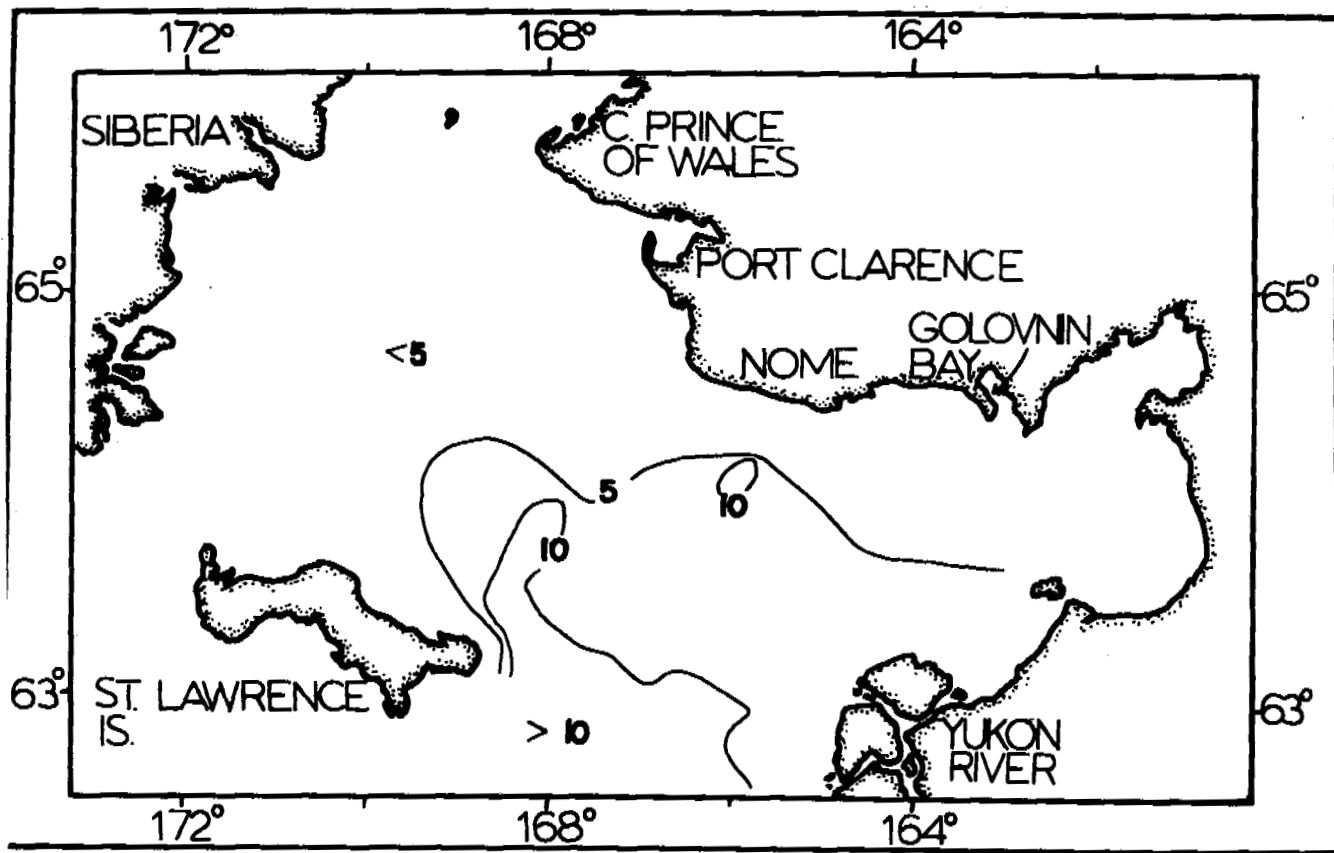 172° 168° 164°
SIBERIA
C PRINCE
OF WALES
PORT CLARENCE
65° 65°
GOLOVNIN
BAY
NOME
<5
5
10
10
63° 63°
ST. LAWRENCE
IS.
>10
YUKON
RIVER
172° 168° 164°